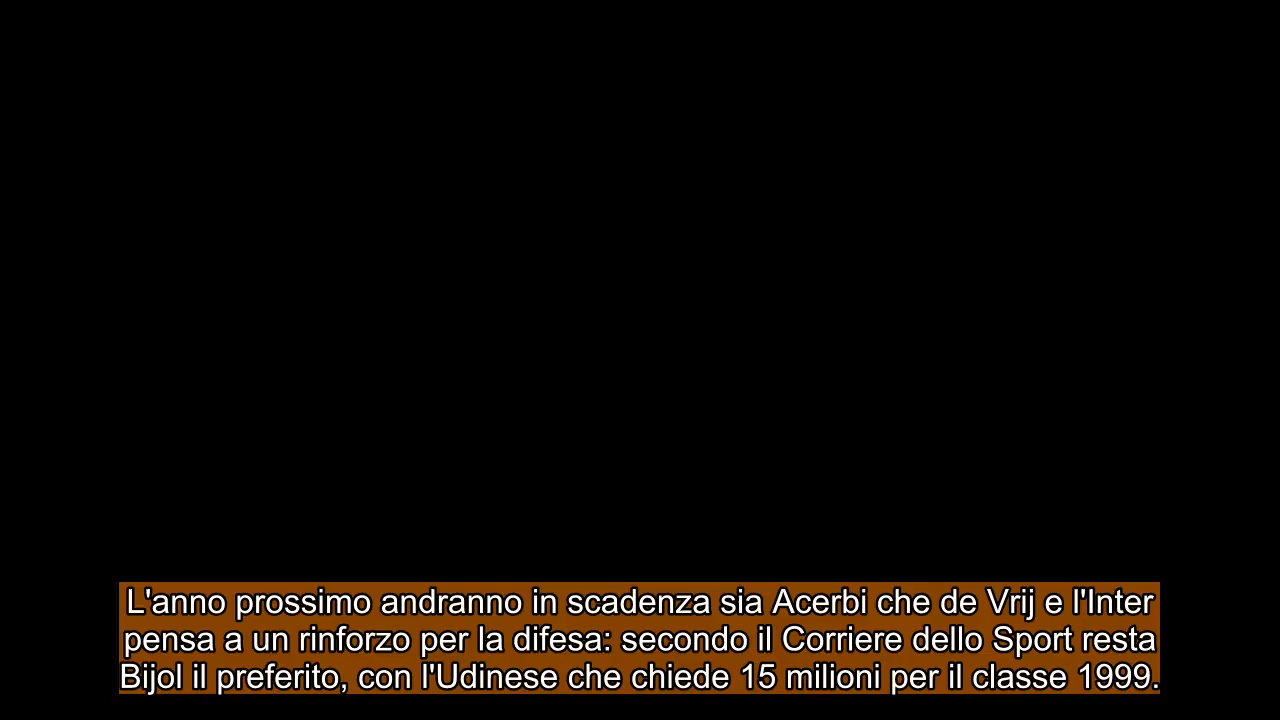 L'anno prossimo andranno in scadenza sia Acerbi che de Vrij e l'Inter
pensa a un rinforzo per la difesa: secondo il Corriere dello Sport resta
Bijol il preferito, con l'Udinese che chiede 15 milioni per il classe 1999.